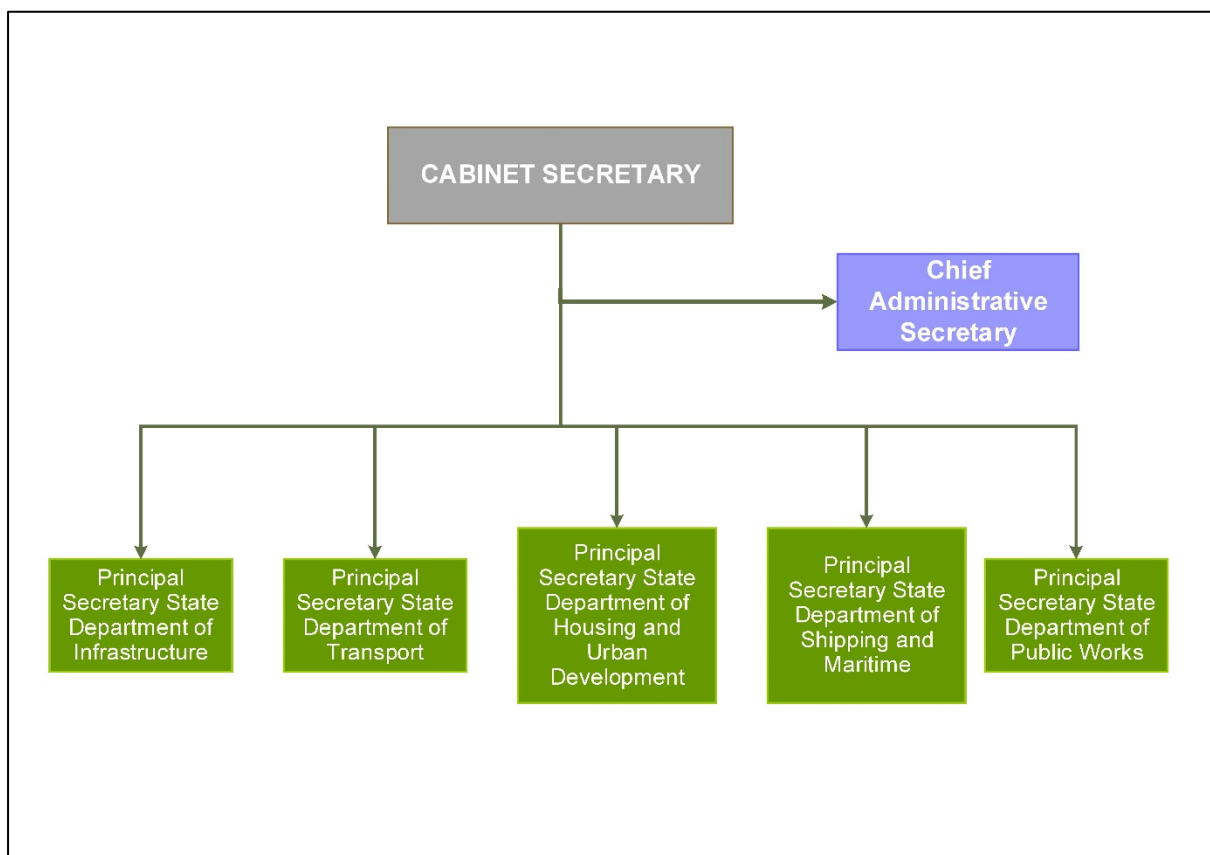 CABINET SECRETARY
Chief
Administrative
Secretary
Principal
Secretary State
Department of
Infrastructure
Principal
Secretary State
Department of
Transport
Principal
Secretary State
Department of
Housing and
Urban
Development
Principal
Secretary State
Department of
Shipping and
Maritime
Principal
Secretary State
Department of
Public Works